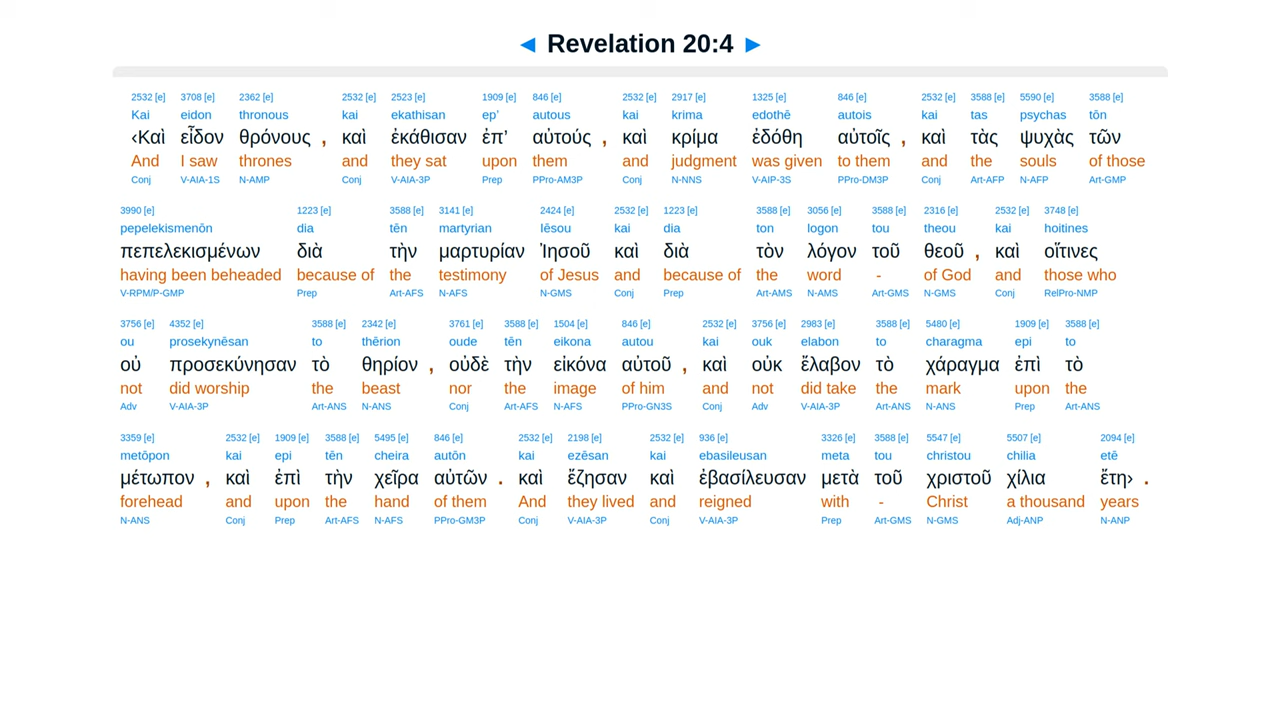 ◄ Revelation 20:4 ►
2532 [e] 3708 [e] 2362 [e] 2532 [e] 2523 [e] 1909 [e] 846 [e] 2532 [e] 2917 [e] 1325 [e] 846 [e] 2532 [e] 3588 [e] 5590 [e] 3588 [e]
Kai eidon thronous kai ekathisan ep’ autous kai krima edothē autois kai tas psychas tōn
‹Καὶ εἶδον θρόνους , καὶ ἐκάθισαν ἐπ’ αὐτούς , καὶ κρίμα ἐδόθη αὐτοῖς , καὶ τὰς ψυχὰς τῶν
And I saw thrones and they sat upon them and judgment was given to them and the souls of those
Conj V-AIA-1S N-AMP Conj V-AIA-3P Prep PPro-AM3P Conj N-NNS V-AIP-3S PPro-DM3P Conj Art-AFP N-AFP Art-GMP
3990 [e] 1223 [e] 3588 [e] 3141 [e] 2424 [e] 2532 [e] 1223 [e] 3588 [e] 3056 [e] 3588 [e] 2316 [e] 2532 [e] 3748 [e]
pepelekismenōn dia tēn martyrian Iēsou kai dia ton logon tou theou kai hoitines
πεπελεκισμένων διὰ τὴν μαρτυρίαν Ἰησοῦ καὶ διὰ τὸν λόγον τοῦ θεοῦ , καὶ οἵτινες
having been beheaded because of the testimony of Jesus and because of the word - of God and those who
V-RPM/P-GMP Prep Art-AFS N-AFS N-GMS Conj Prep Art-AMS N-AMS Art-GMS N-GMS Conj RelPro-NMP
3756 [e] 4352 [e] 3588 [e] 2342 [e] 3761 [e] 3588 [e] 1504 [e] 846 [e] 2532 [e] 3756 [e] 2983 [e] 3588 [e] 5480 [e] 1909 [e] 3588 [e]
ou prosekynēsan to thērion oude tēn eikona autou kai ouk elabon to charagma epi to
οὐ προσεκύνησαν τὸ θηρίον , οὐδὲ τὴν εἰκόνα αὐτοῦ , καὶ οὐκ ἔλαβον τὸ χάραγμα ἐπὶ τὸ
not did worship the beast nor the image of him and not did take the mark upon the
Adv V-AIA-3P Art-ANS N-ANS Conj Art-AFS N-AFS PPro-GN3S Conj Adv V-AIA-3P Art-ANS N-ANS Prep Art-ANS
3359 [e] 2532 [e] 1909 [e] 3588 [e] 5495 [e] 846 [e] 2532 [e] 2198 [e] 2532 [e] 936 [e] 3326 [e] 3588 [e] 5547 [e] 5507 [e] 2094 [e]
metōpon kai epi tēn cheira autōn kai ezēsan kai ebasileusan meta tou christou chilia etē
μέτωπον , καὶ ἐπὶ τὴν χεῖρα αὐτῶν . καὶ ἔζησαν καὶ ἐβασίλευσαν μετὰ τοῦ χριστοῦ χίλια ἔτη› .
forehead and upon the hand of them And they lived and reigned with - Christ a thousand years
N-ANS Conj Prep Art-AFS N-AFS PPro-GM3P Conj V-AIA-3P Conj V-AIA-3P Prep Art-GMS N-GMS Adj-ANP N-ANP